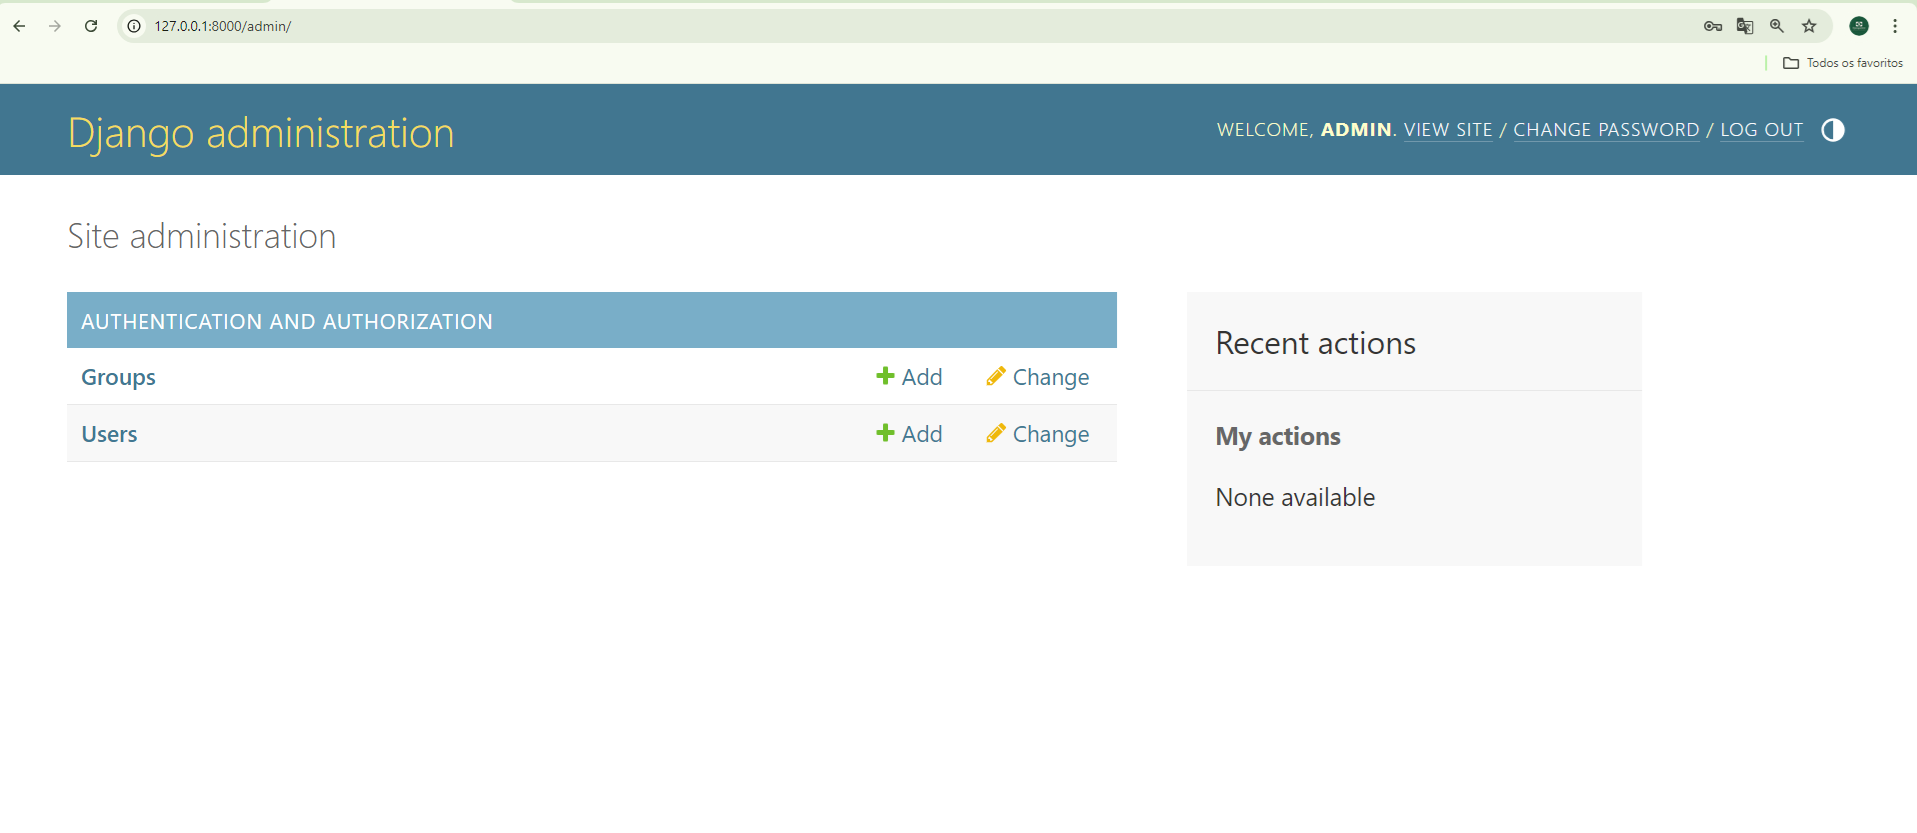 127.0.0.1:8000/admin/
Todos os favoritos
Django administration
WELCOME, ADMIN. VIEW SITE / CHANGE PASSWORD / LOG OUT
Site administration
AUTHENTICATION AND AUTHORIZATION
Groups Add Change
Users Add Change
Recent actions
My actions
None available